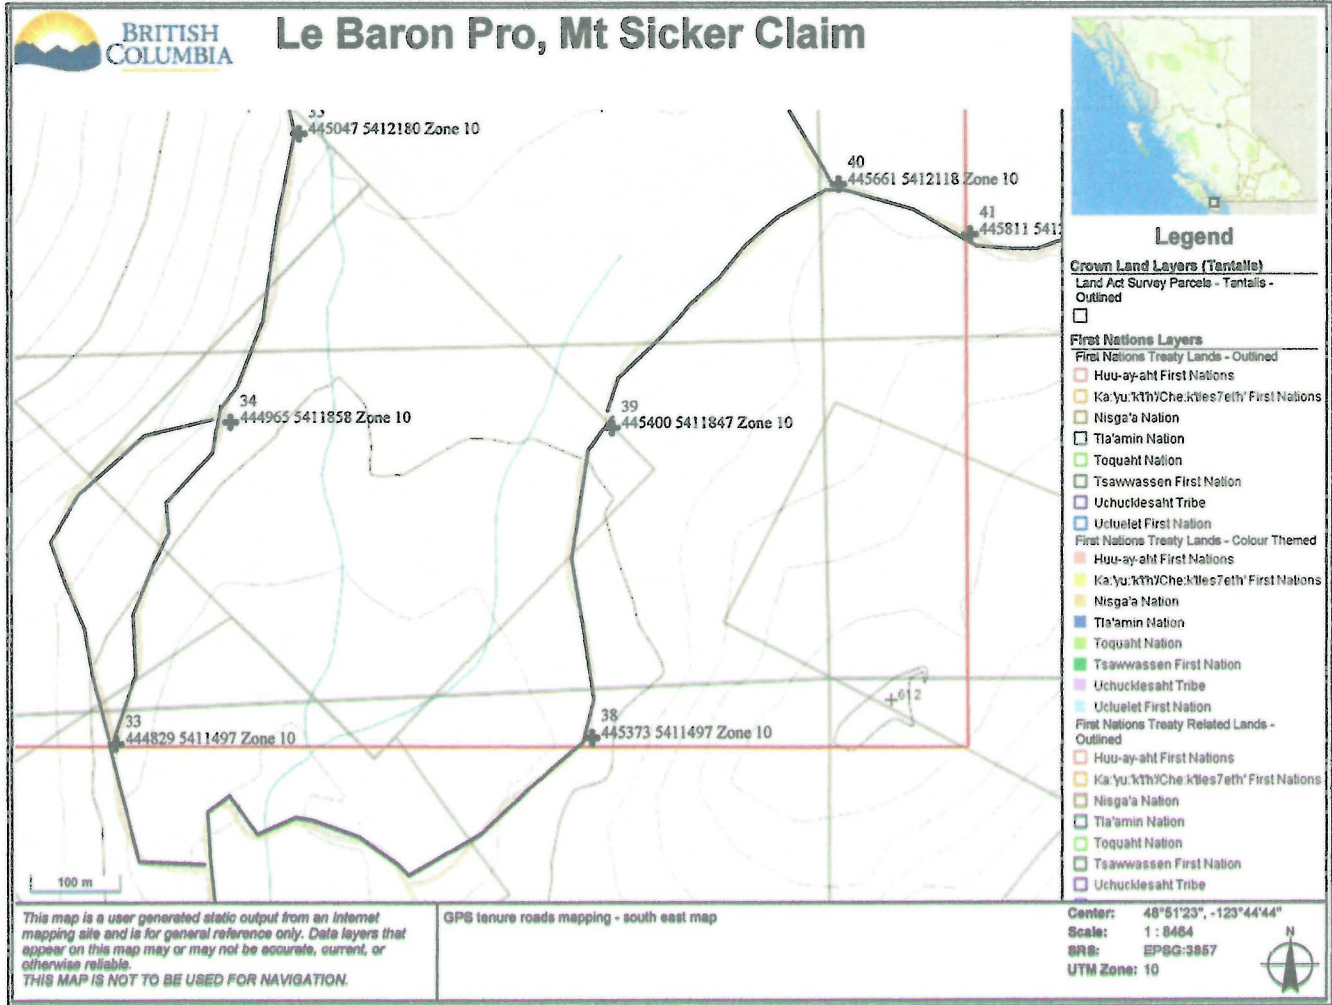 BRITISH
COLUMBIA
Le Baron Pro, Mt Sicker Claim
445047 5412180 Zone 10
40
445661 5412118 Zone 10
41
445811 541
34
444965 5411858 Zone 10
39
445400 5411847 Zone 10
612
33
444829 5411497 Zone 10
38
445373 5411497 Zone 10
100 m
Legend
Crown Land Layers (Tantalis)
Land Act Survey Parcels - Tantalis -
Outlined
First Nations Layers
First Nations Treaty Lands - Outlined
Huu-ay-aht First Nations
Ka:'yu:'k't'h'/Che:k'tles7et'h' First Nations
Nisga'a Nation
Tla'amin Nation
Toquaht Nation
Tsawwassen First Nation
Uchucklesaht Tribe
Ucluelet First Nation
First Nations Treaty Lands - Colour Themed
Huu-ay-aht First Nations
Ka:'yu:'k't'h'/Che:k'tles7et'h' First Nations
Nisga'a Nation
Tla'amin Nation
Toquaht Nation
Tsawwassen First Nation
Uchucklesaht Tribe
Ucluelet First Nation
First Nations Treaty Related Lands -
Outlined
Huu-ay-aht First Nations
Ka:'yu:'k't'h'/Che:k'tles7et'h' First Nations
Nisga'a Nation
Tla'amin Nation
Toquaht Nation
Tsawwassen First Nation
Uchucklesaht Tribe
This map is a user generated static output from an Internet
mapping site and is for general reference only. Data layers that
appear on this map may or may not be accurate, current, or
otherwise reliable.
THIS MAP IS NOT TO BE USED FOR NAVIGATION.
GPS tenure roads mapping - south east map
Center: 48°51'23", -123°44'44"
Scale: 1 : 8464
SRS: EPSG:3857
UTM Zone: 10
N